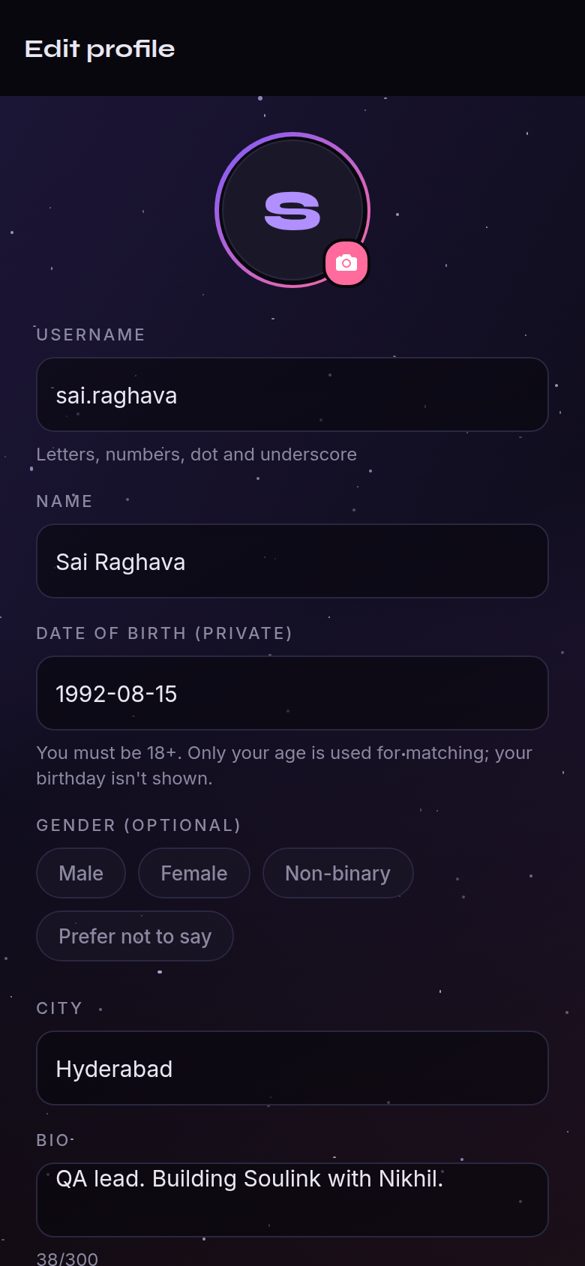 Edit profile
S
USERNAME
sai.raghava
Letters, numbers, dot and underscore
NAME
Sai Raghava
DATE OF BIRTH (PRIVATE)
1992-08-15
You must be 18+. Only your age is used for matching; your
birthday isn't shown.
GENDER (OPTIONAL)
Male Female Non-binary
Prefer not to say
CITY
Hyderabad
BIO
QA lead. Building Soulink with Nikhil.
38/300